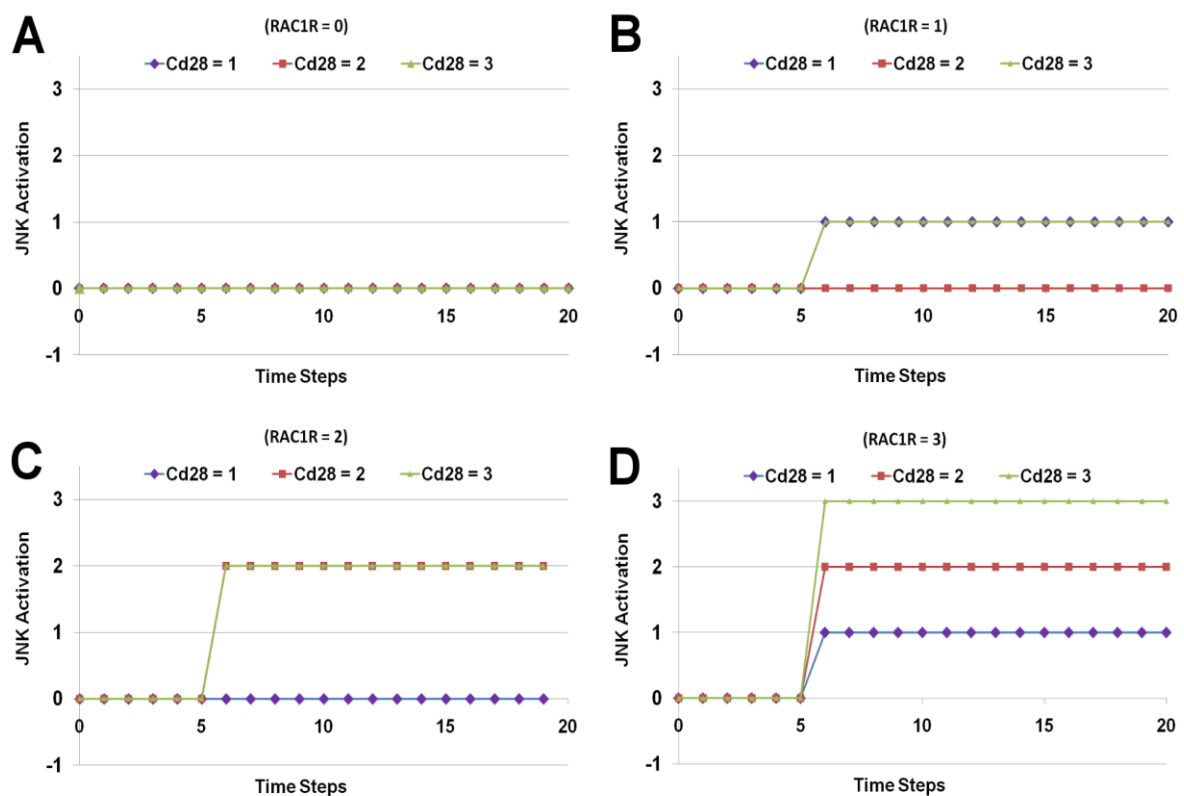 A
(RAC1R = 0)
Cd28 = 1 Cd28 = 2 Cd28 = 3
JNK Activation
3
2
1
0
-1
0 5 10 15 20
Time Steps
B
(RAC1R = 1)
Cd28 = 1 Cd28 = 2 Cd28 = 3
JNK Activation
3
2
1
0
-1
0 5 10 15 20
Time Steps
C
(RAC1R = 2)
Cd28 = 1 Cd28 = 2 Cd28 = 3
JNK Activation
3
2
1
0
-1
0 5 10 15 20
Time Steps
D
(RAC1R = 3)
Cd28 = 1 Cd28 = 2 Cd28 = 3
JNK Activation
3
2
1
0
-1
0 5 10 15 20
Time Steps